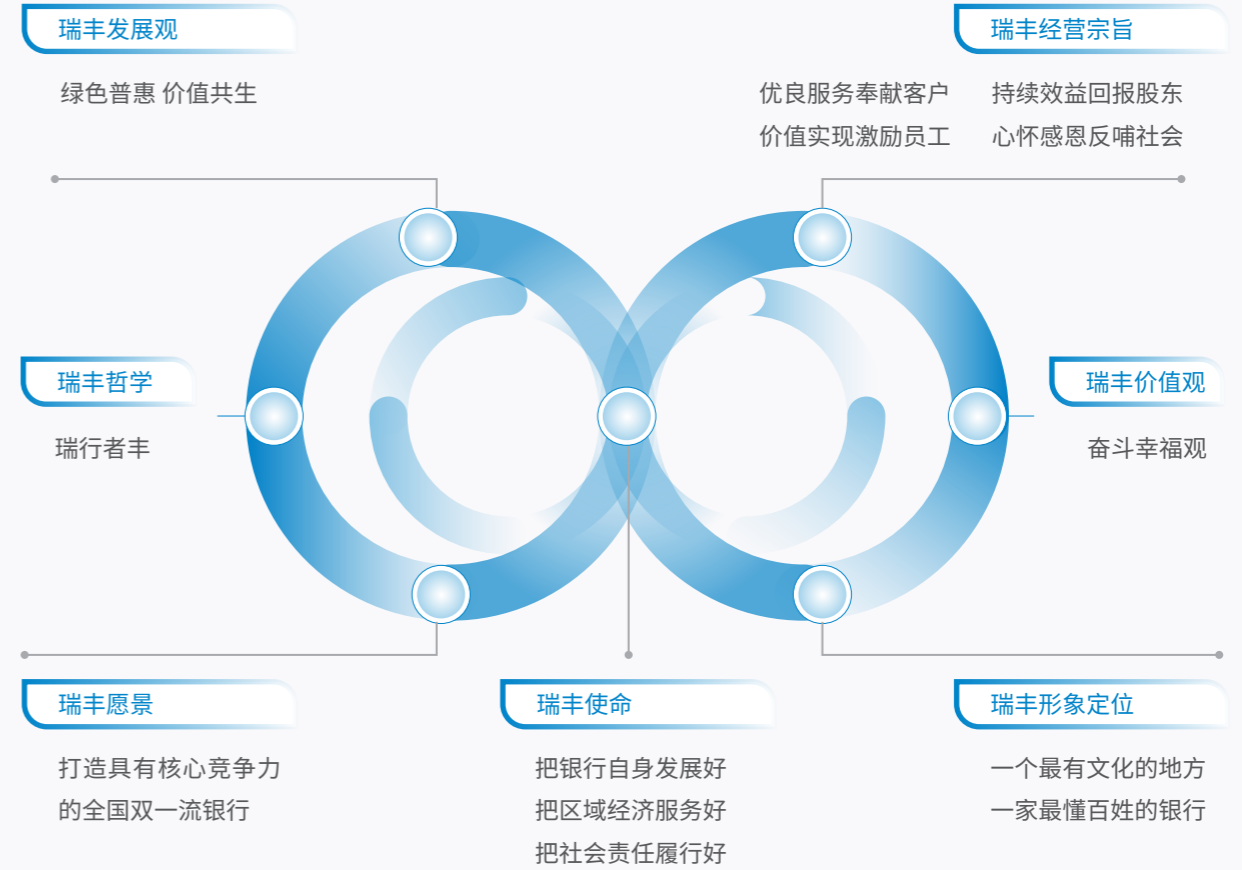 瑞丰发展观
绿色普惠 价值共生
瑞丰经营宗旨
优良服务奉献客户 持续效益回报股东
价值实现激励员工 心怀感恩反哺社会
瑞丰哲学
瑞行者丰
瑞丰价值观
奋斗幸福观
瑞丰愿景
打造具有核心竞争力
的全国双一流银行
瑞丰使命
把银行自身发展好
把区域经济服务好
把社会责任履行好
瑞丰形象定位
一个最有文化的地方
一家最懂百姓的银行